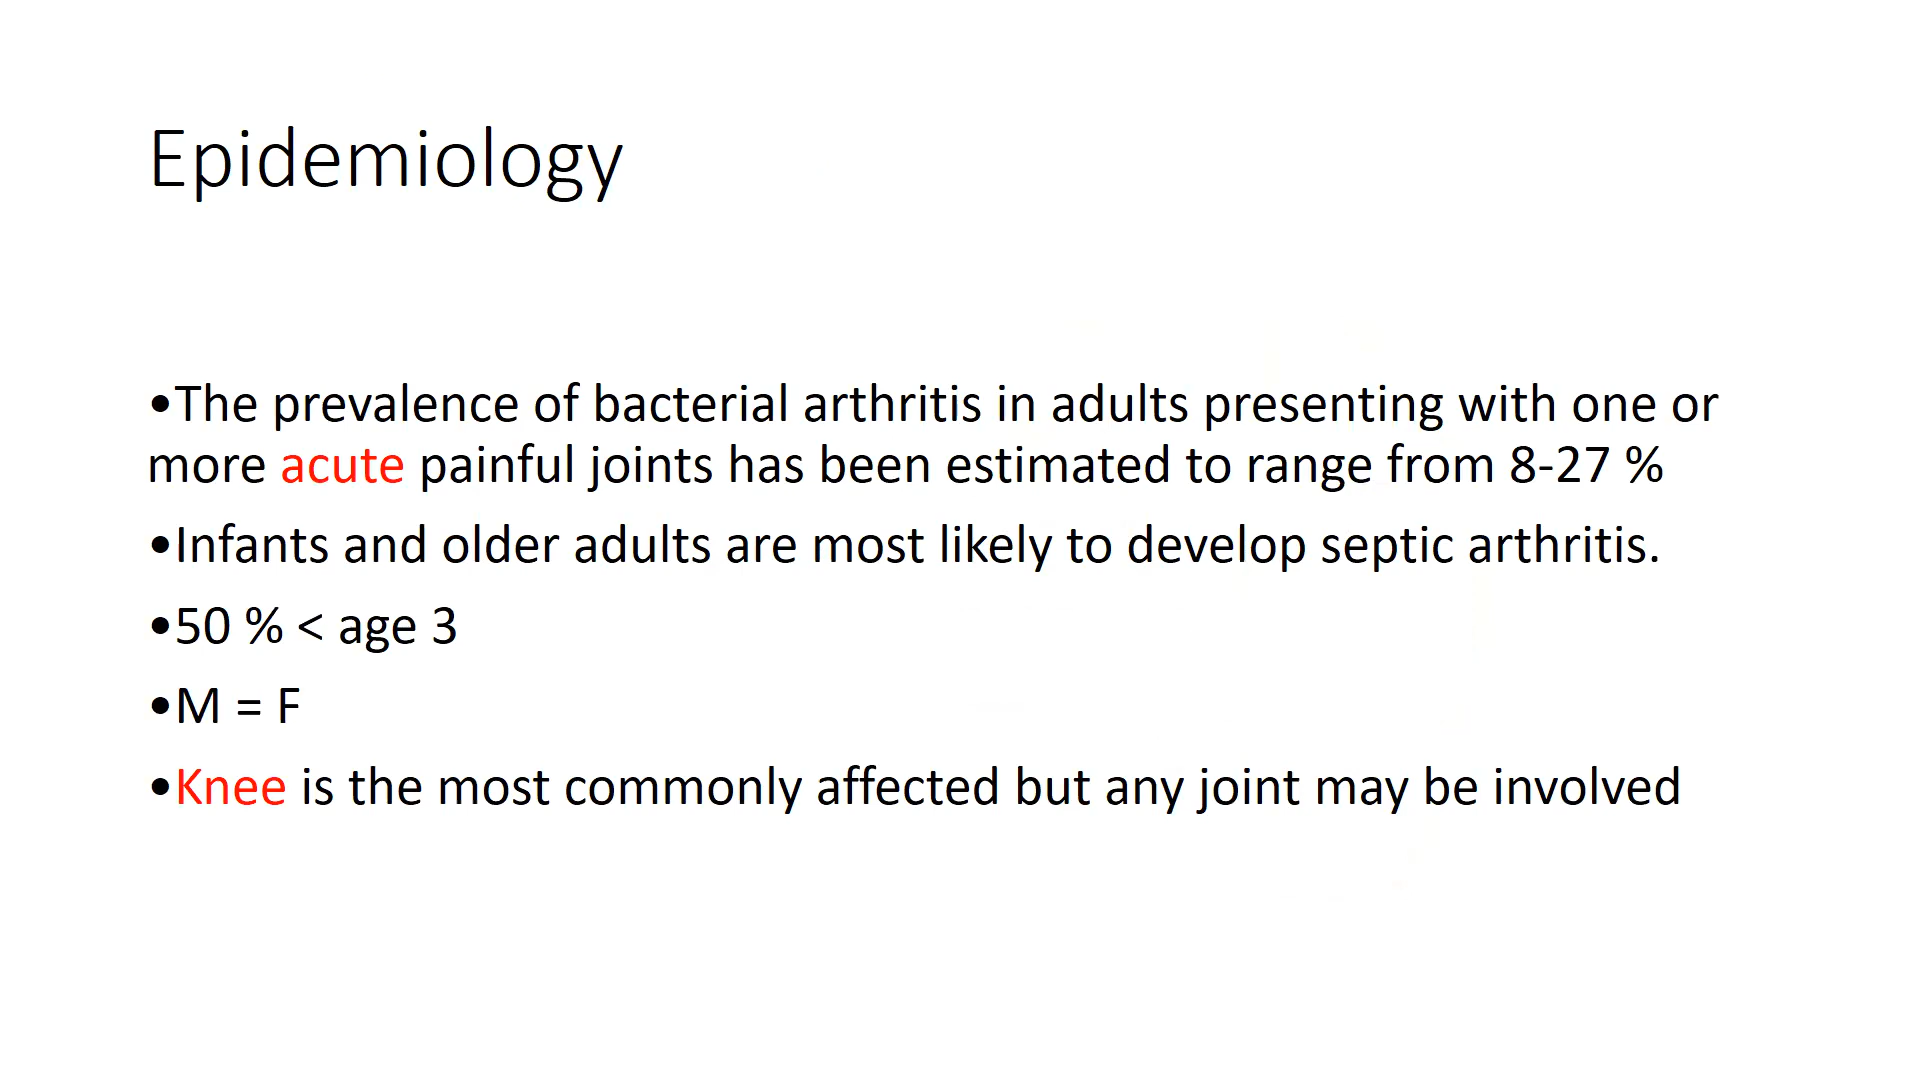 Epidemiology
•The prevalence of bacterial arthritis in adults presenting with one or
more acute painful joints has been estimated to range from 8-27 %
•Infants and older adults are most likely to develop septic arthritis.
•50 % < age 3
•M = F
•Knee is the most commonly affected but any joint may be involved